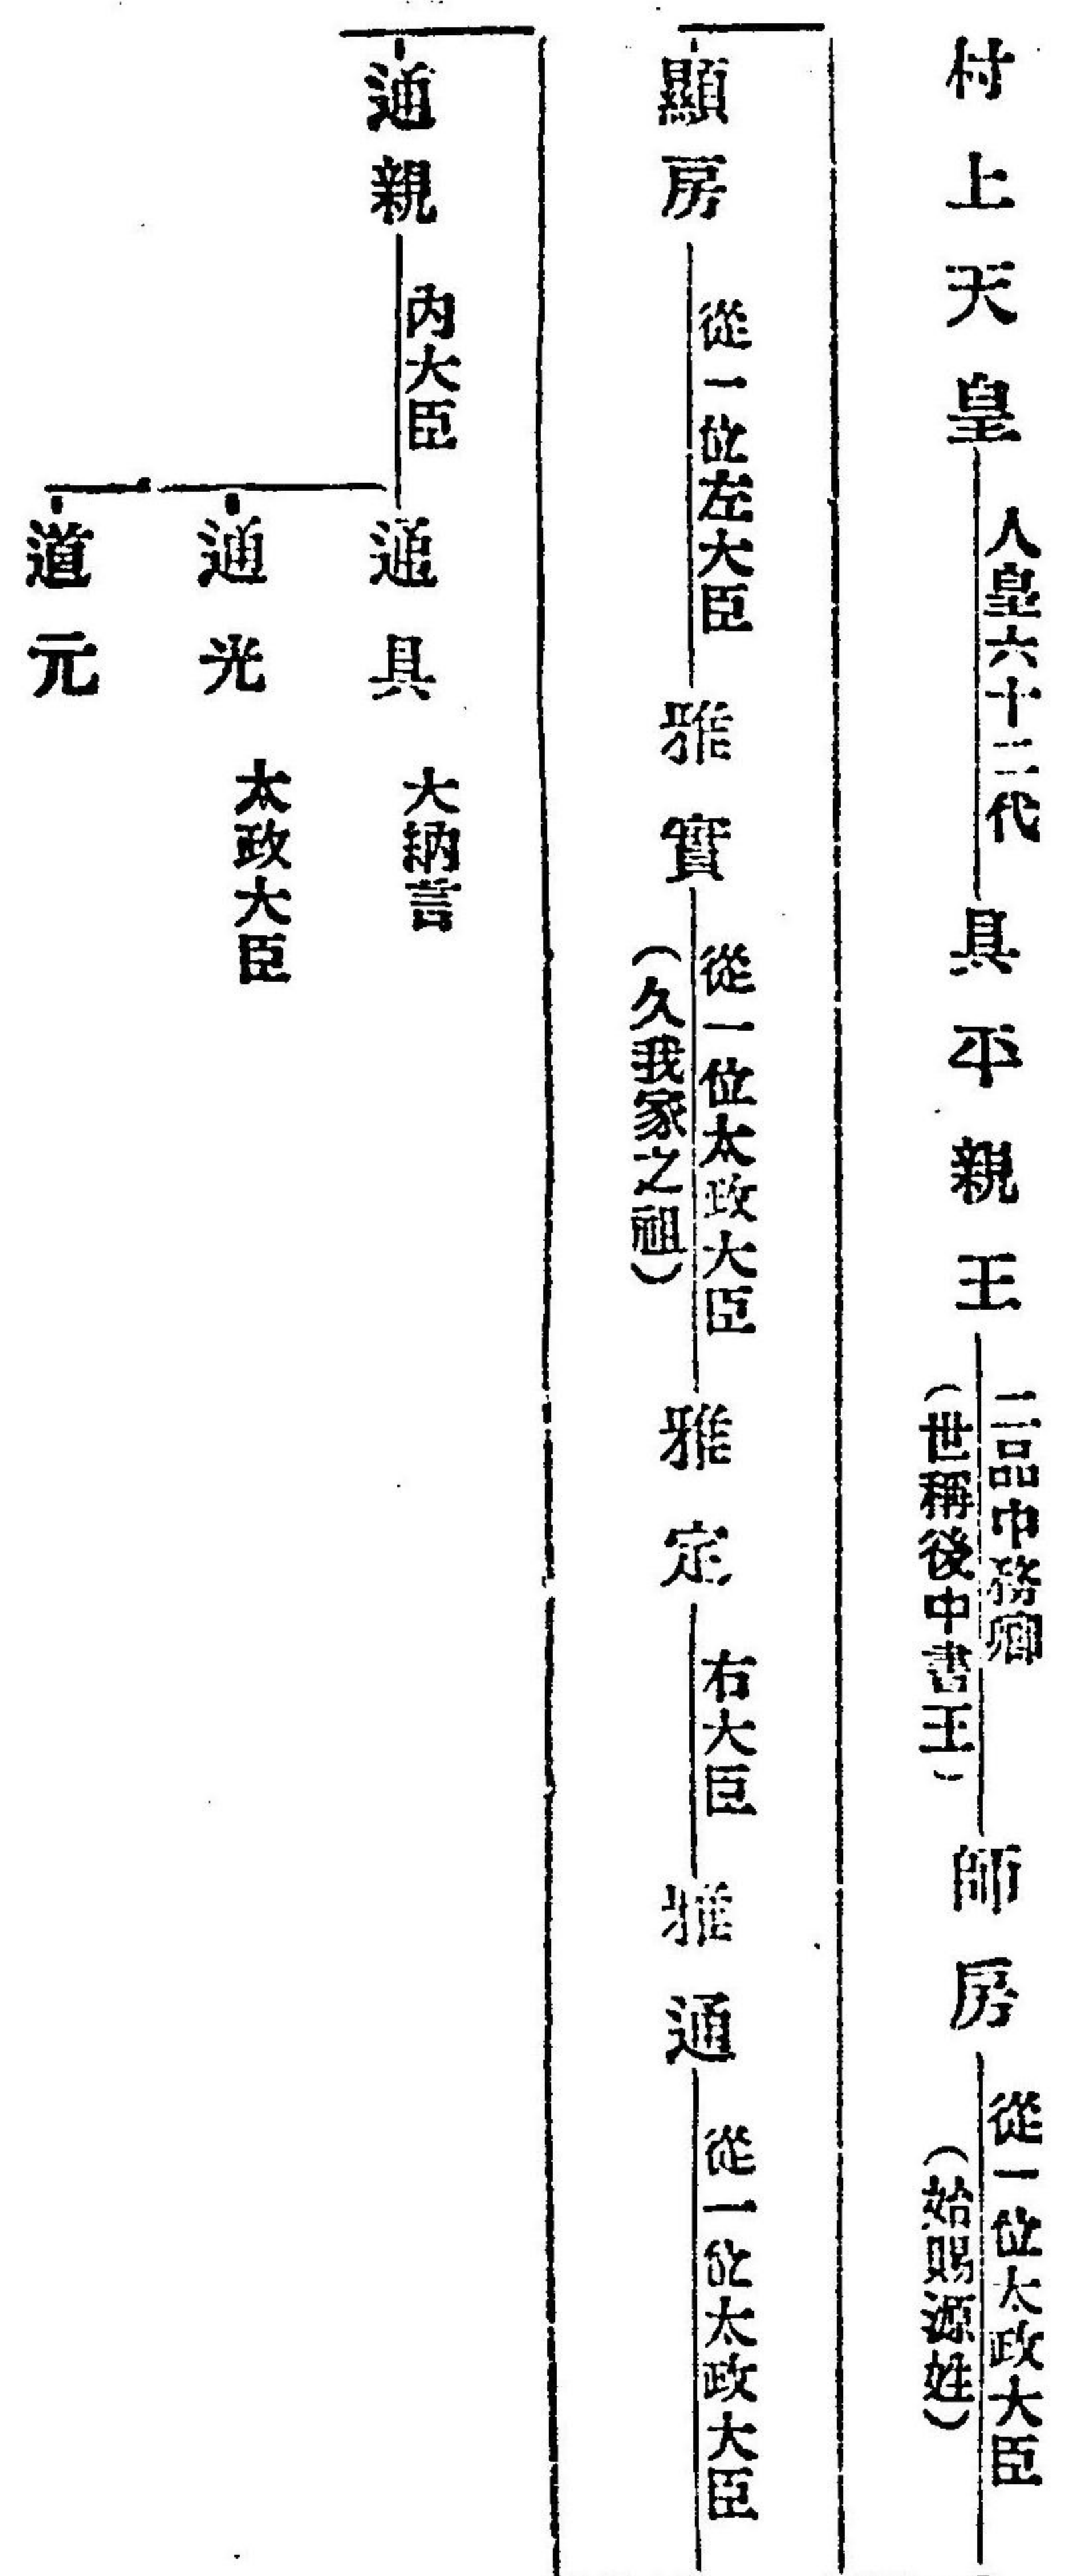 村上天皇
人皇六十二代
具平親王
二品中務卿
(世稱後中書王)
師房
從一位太政大臣
(始賜源姓)
顯房
從一位左大臣
雅實
從一位太政大臣
(久我家之祖)
雅定
右大臣
雅通
從一位太政大臣
通親
內大臣
通具
大納言
通光
太政大臣
道元